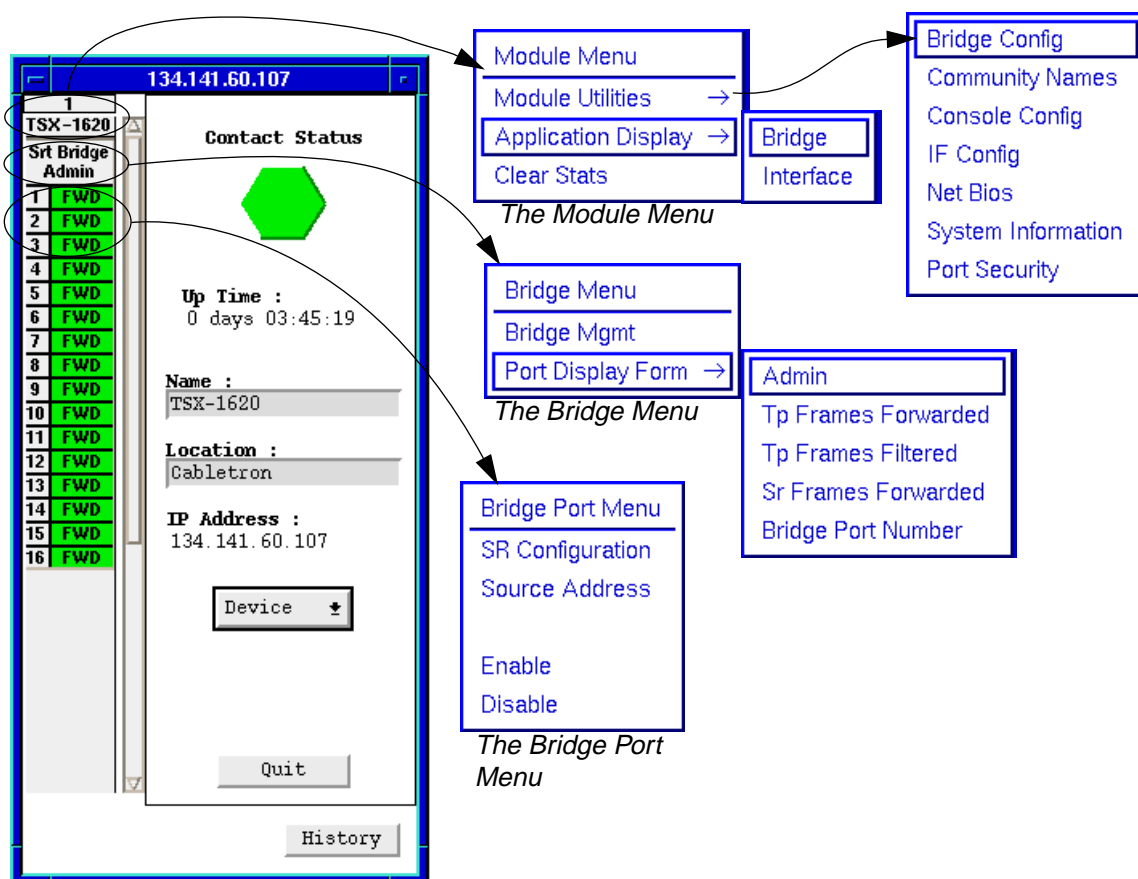 134.141.60.107
1
TSX-1620
Srt Bridge
Admin
1 FWD
2 FWD
3 FWD
4 FWD
5 FWD
6 FWD
7 FWD
8 FWD
9 FWD
10 FWD
11 FWD
12 FWD
13 FWD
14 FWD
15 FWD
16 FWD
Contact Status
Up Time :
0 days 03:45:19
Name :
TSX-1620
Location :
Cabletron
IP Address :
134.141.60.107
Device
Quit
History
Module Menu
Module Utilities →
Application Display →
Clear Stats
The Module Menu
Bridge
Interface
Bridge Config
Community Names
Console Config
IF Config
Net Bios
System Information
Port Security
Bridge Menu
Bridge Mgmt
Port Display Form →
The Bridge Menu
Admin
Tp Frames Forwarded
Tp Frames Filtered
Sr Frames Forwarded
Bridge Port Number
Bridge Port Menu
SR Configuration
Source Address
Enable
Disable
The Bridge Port
Menu